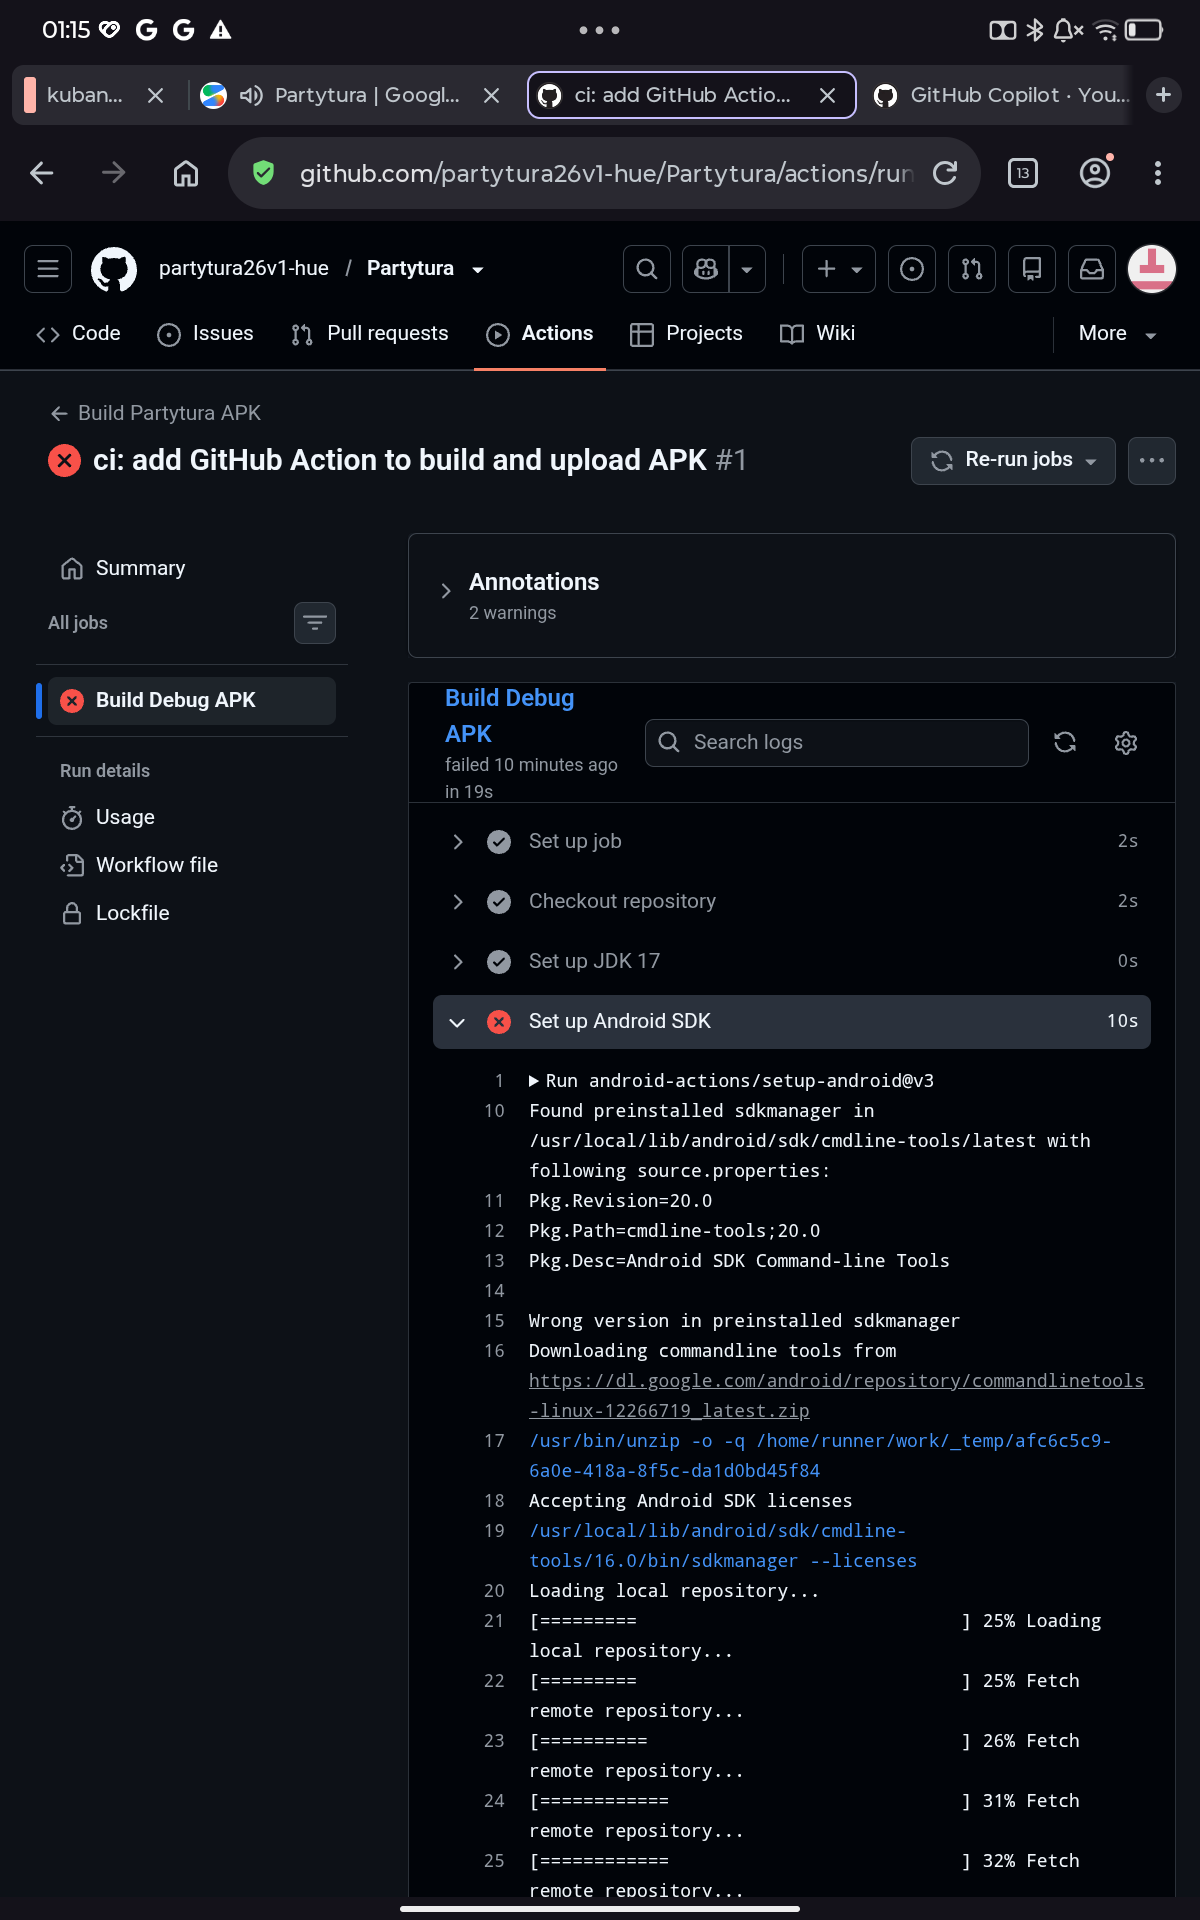 01:15
kuban...
Partytura | Googl...
ci: add GitHub Actio...
GitHub Copilot · You...
github.com/partytura26v1-hue/Partytura/actions/run
13
partytura26v1-hue / Partytura
Code
Issues
Pull requests
Actions
Projects
Wiki
More
Build Partytura APK
ci: add GitHub Action to build and upload APK #1
Re-run jobs
Summary
All jobs
Build Debug APK
Run details
Usage
Workflow file
Lockfile
Annotations
2 warnings
Build Debug
APK
failed 10 minutes ago
in 19s
Search logs
Set up job 2s
Checkout repository 2s
Set up JDK 17 0s
Set up Android SDK 10s
1 Run android-actions/setup-android@v3
10 Found preinstalled sdkmanager in
/usr/local/lib/android/sdk/cmdline-tools/latest with
following source.properties:
11 Pkg.Revision=20.0
12 Pkg.Path=cmdline-tools;20.0
13 Pkg.Desc=Android SDK Command-line Tools
14
15 Wrong version in preinstalled sdkmanager
16 Downloading commandline tools from
https://dl.google.com/android/repository/commandlinetools
-linux-12266719_latest.zip
17 /usr/bin/unzip -o -q /home/runner/work/_temp/afc6c5c9-
6a0e-418a-8f5c-da1d0bd45f84
18 Accepting Android SDK licenses
19 /usr/local/lib/android/sdk/cmdline-
tools/16.0/bin/sdkmanager --licenses
20 Loading local repository...
21 [========= ] 25% Loading
local repository...
22 [========= ] 25% Fetch
remote repository...
23 [========== ] 26% Fetch
remote repository...
24 [============ ] 31% Fetch
remote repository...
25 [============ ] 32% Fetch
remote repository...